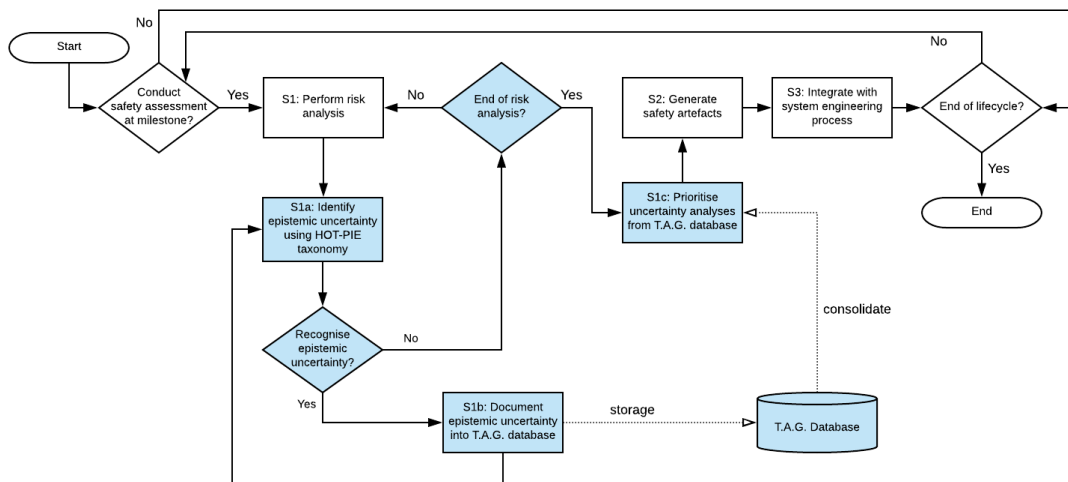 No
Start
No
Conduct
safety assessment
at milestone?
Yes
S1: Perform risk
analysis
No
End of risk
analysis?
Yes
S2: Generate
safety artefacts
S3: Integrate with
system engineering
process
End of lifecycle?
Yes
S1a: Identify
epistemic uncertainty
using HOT-PIE
taxonomy
S1c: Prioritise
uncertainty analyses
from T.A.G. database
End
consolidate
Recognise
epistemic
uncertainty?
No
Yes
S1b: Document
epistemic uncertainty
into T.A.G. database
storage
T.A.G. Database